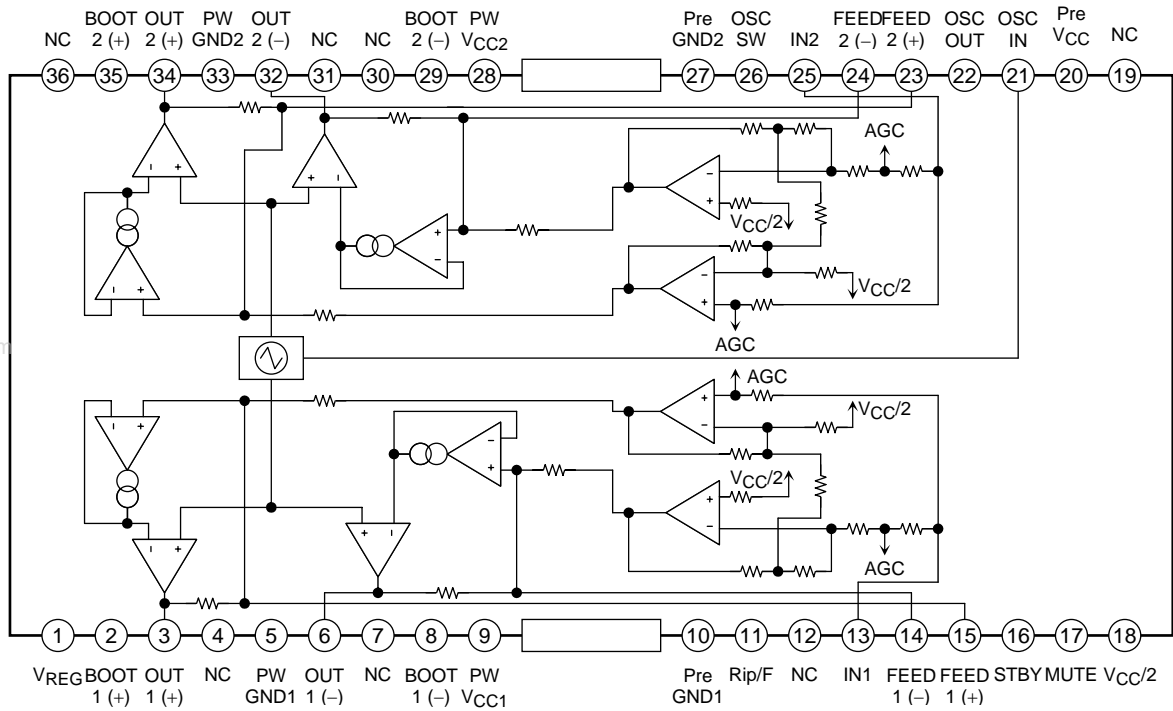 BOOT OUT PW OUT BOOT PW Pre OSC FEED FEED OSC OSC Pre
NC 2 (+) 2 (+) GND2 2 (–) NC NC 2 (–) VCC2 GND2 SW IN2 2 (–) 2 (+) OUT IN VCC NC
36 35 34 33 32 31 30 29 28 27 26 25 24 23 22 21 20 19
AGC
– + + – – +
VCC/2
+ –
– + – +
VCC/2
AGC
AGC
– + + –
VCC/2
– +
VCC/2
+ –
– + + –
AGC
1 2 3 4 5 6 7 8 9 10 11 12 13 14 15 16 17 18
VREG BOOT OUT NC PW OUT NC BOOT PW Pre Rip/F NC IN1 FEED FEED STBY MUTE VCC/2
1 (+) 1 (+) GND1 1 (–) 1 (–) VCC1 GND1 1 (–) 1 (+)